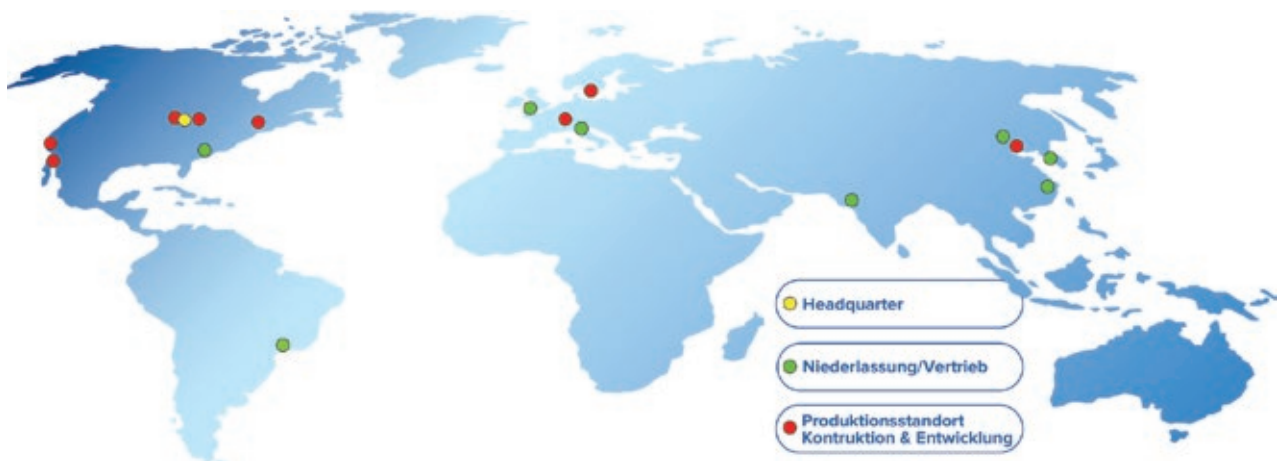 Headquarter
Niederlassung/Vertrieb
Produktionsstandort
Kontruktion & Entwicklung